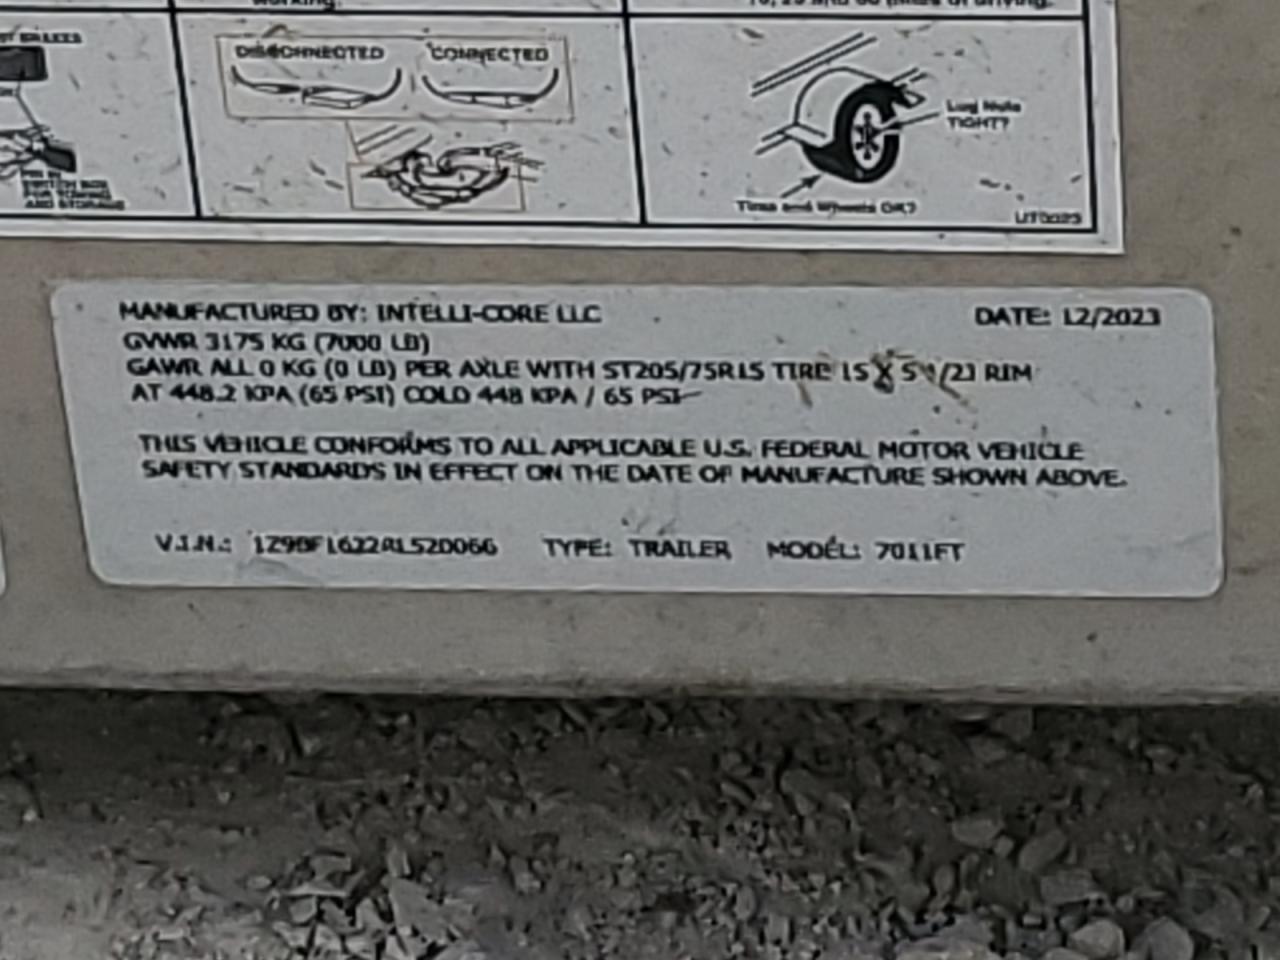 DISCONNECTED CONNECTED
Lug Nuts
TIGHT?
AND STORAGE
Tires and Wheels OK?
MANUFACTURED BY: INTELLI-CORE LLC DATE: 12/2023
GVWR 3175 KG (7000 LB)
GAWR ALL 0 KG (0 LB) PER AXLE WITH ST205/75R15 TIRE 15 X 5 RIM
AT 448.2 KPA (65 PSI) COLD 448 KPA / 65 PSI
THIS VEHICLE CONFORMS TO ALL APPLICABLE U.S. FEDERAL MOTOR VEHICLE
SAFETY STANDARDS IN EFFECT ON THE DATE OF MANUFACTURE SHOWN ABOVE.
V.I.N.: TYPE: TRAILER MODEL: 7011FT